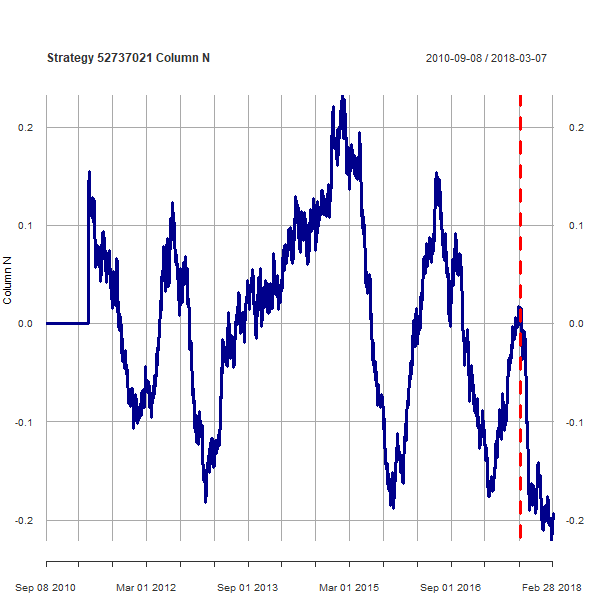 Strategy 52737021 Column N
2010-09-08 / 2018-03-07
Column N
0.2
0.1
0.0
-0.1
-0.2
0.2
0.1
0.0
-0.1
-0.2
Sep 08 2010
Mar 01 2012
Sep 01 2013
Mar 01 2015
Sep 01 2016
Feb 28 2018